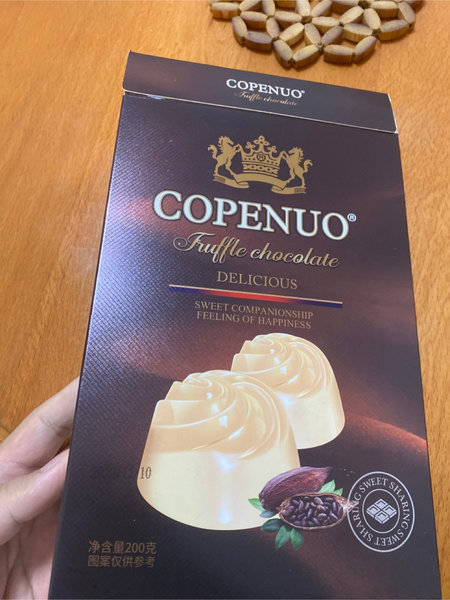 COPENUO®
Truffle chocolate
COPENUO®
Truffle chocolate
DELICIOUS
SWEET COMPANIONSHIP
FEELING OF HAPPINESS
SWEET SHARING
SWEET SHARING
净含量200克
图案仅供参考